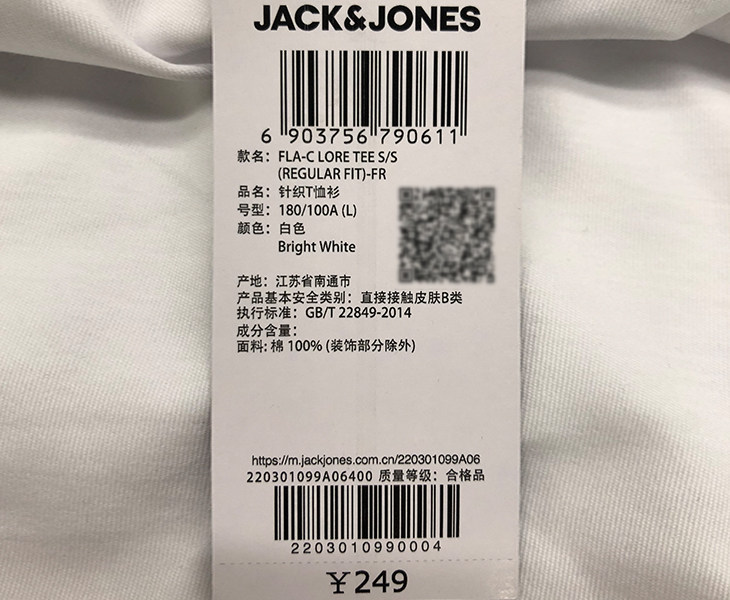 JACK&JONES
6 903756 790611
款名: FLA-C LORE TEE S/S
(REGULAR FIT)-FR
品名: 针织T恤衫
号型: 180/100A (L)
颜色: 白色
Bright White
产地: 江苏省南通市
产品基本安全类别: 直接接触皮肤B类
执行标准: GB/T 22849-2014
成分含量:
面料: 棉 100% (装饰部分除外)
https://m.jackjones.com.cn/220301099A06
220301099A06400 质量等级: 合格品
2203010990004
¥249